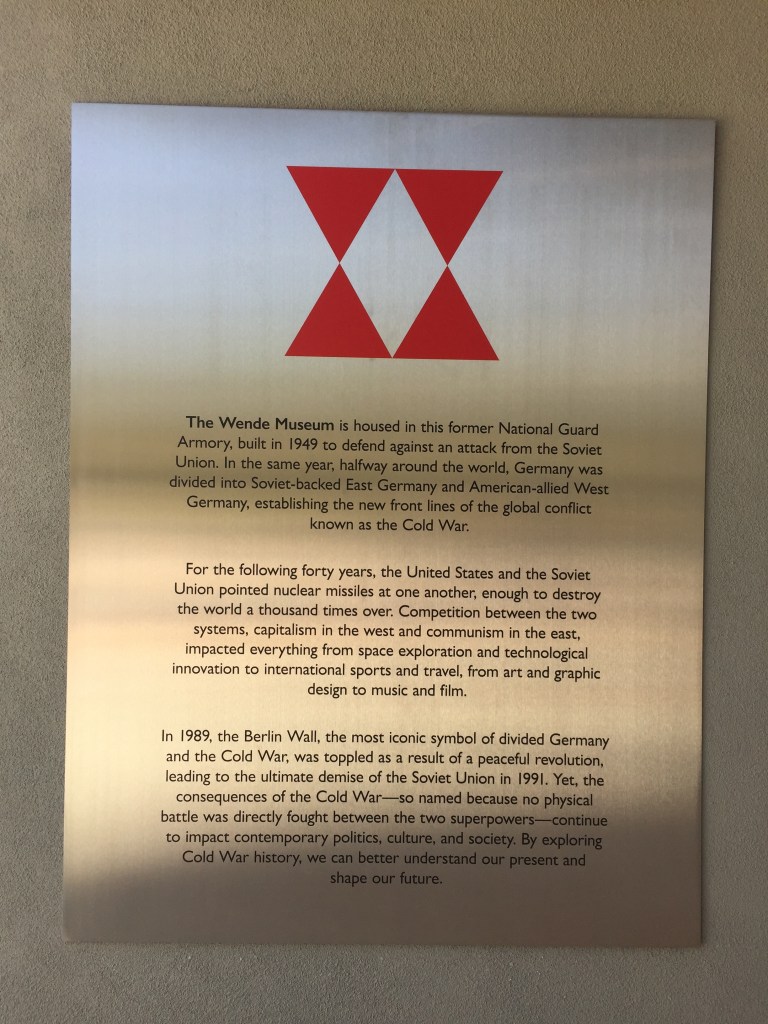 The Wende Museum is housed in this former National Guard
Armory, built in 1949 to defend against an attack from the Soviet
Union. In the same year, halfway around the world, Germany was
divided into Soviet-backed East Germany and American-allied West
Germany, establishing the new front lines of the global conflict
known as the Cold War.
For the following forty years, the United States and the Soviet
Union pointed nuclear missiles at one another, enough to destroy
the world a thousand times over. Competition between the two
systems, capitalism in the west and communism in the east,
impacted everything from space exploration and technological
innovation to international sports and travel, from art and graphic
design to music and film.
In 1989, the Berlin Wall, the most iconic symbol of divided Germany
and the Cold War, was toppled as a result of a peaceful revolution,
leading to the ultimate demise of the Soviet Union in 1991. Yet, the
consequences of the Cold War—so named because no physical
battle was directly fought between the two superpowers—continue
to impact contemporary politics, culture, and society. By exploring
Cold War history, we can better understand our present and
shape our future.